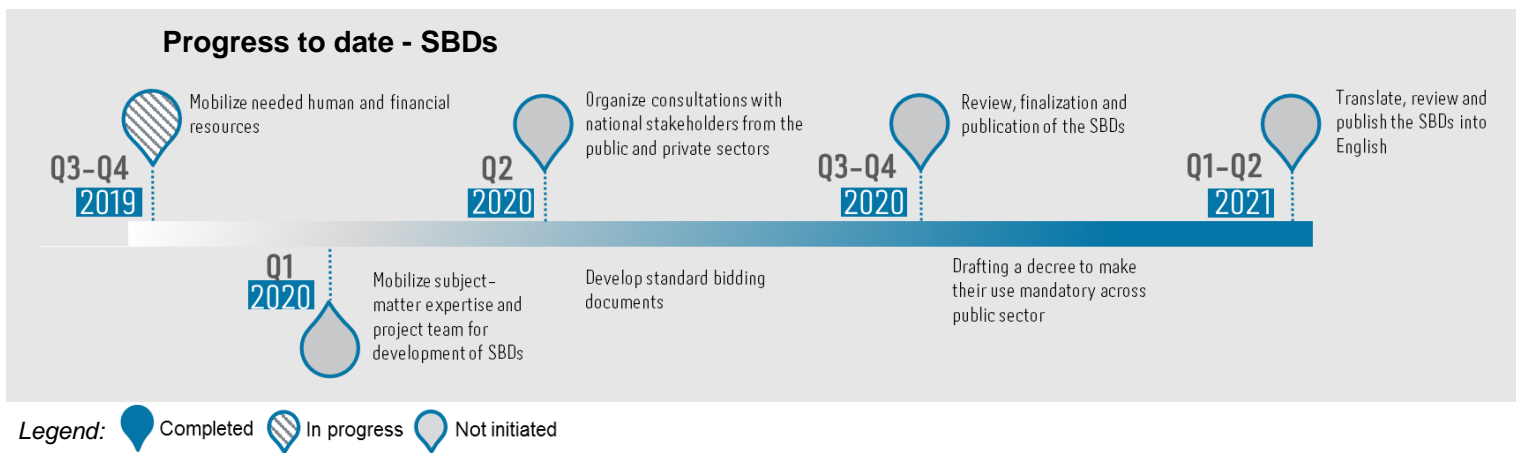 Progress to date - SBDs
Mobilize needed human and financial
resources
Q3-Q4
2019
Organize consultations with
national stakeholders from the
public and private sectors
Q2
2020
Review, finalization and
publication of the SBDs
Q3-Q4
2020
Translate, review and
publish the SBDs into
English
Q1-Q2
2021
Q1
2020
Mobilize subject-
matter expertise and
project team for
development of SBDs
Develop standard bidding
documents
Drafting a decree to make
their use mandatory across
public sector
Legend: Completed In progress Not initiated